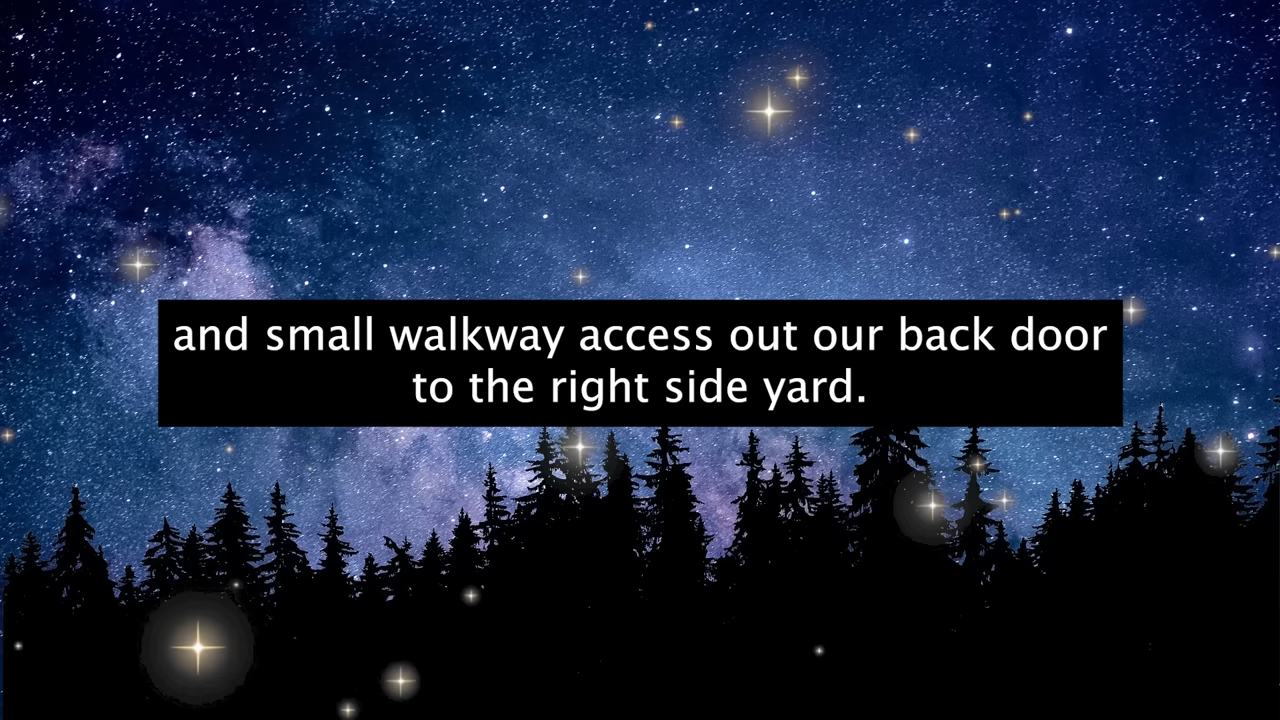 and small walkway access out our back door
to the right side yard.